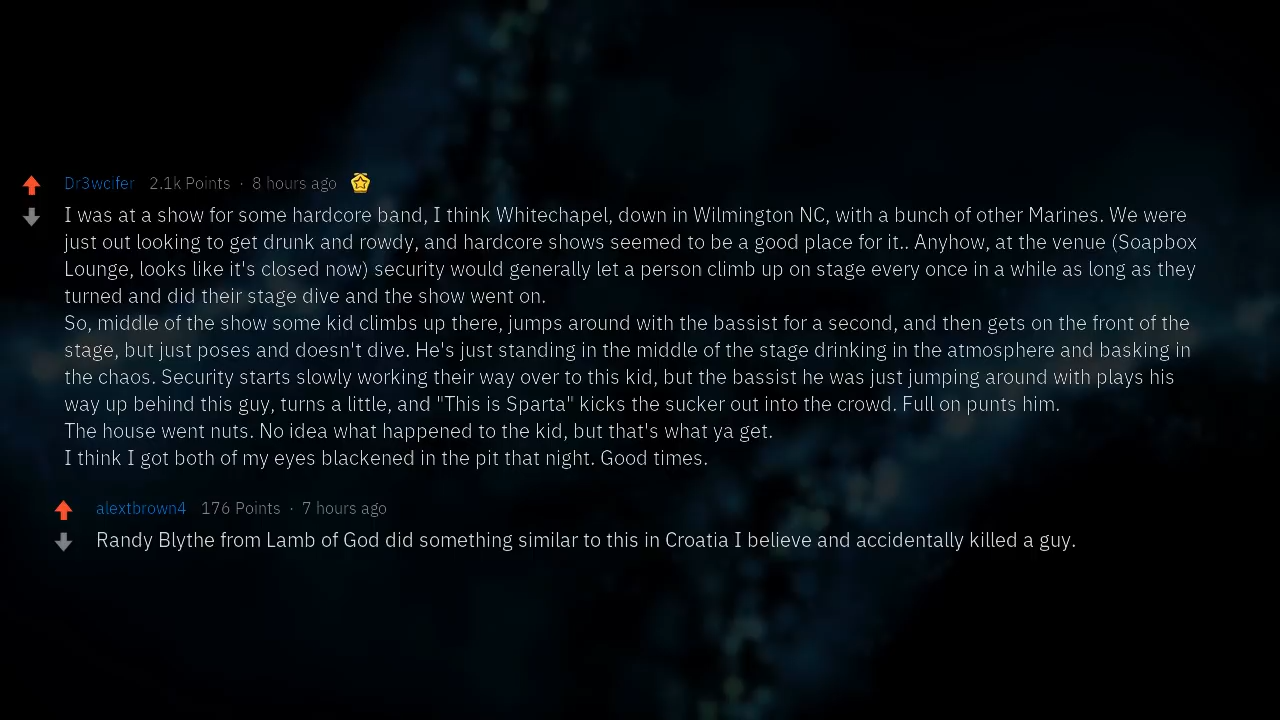 Dr3wcifer 2.1k Points · 8 hours ago
I was at a show for some hardcore band, I think Whitechapel, down in Wilmington NC, with a bunch of other Marines. We were
just out looking to get drunk and rowdy, and hardcore shows seemed to be a good place for it.. Anyhow, at the venue (Soapbox
Lounge, looks like it's closed now) security would generally let a person climb up on stage every once in a while as long as they
turned and did their stage dive and the show went on.
So, middle of the show some kid climbs up there, jumps around with the bassist for a second, and then gets on the front of the
stage, but just poses and doesn't dive. He's just standing in the middle of the stage drinking in the atmosphere and basking in
the chaos. Security starts slowly working their way over to this kid, but the bassist he was just jumping around with plays his
way up behind this guy, turns a little, and "This is Sparta" kicks the sucker out into the crowd. Full on punts him.
The house went nuts. No idea what happened to the kid, but that's what ya get.
I think I got both of my eyes blackened in the pit that night. Good times.
alextbrown4 176 Points · 7 hours ago
Randy Blythe from Lamb of God did something similar to this in Croatia I believe and accidentally killed a guy.